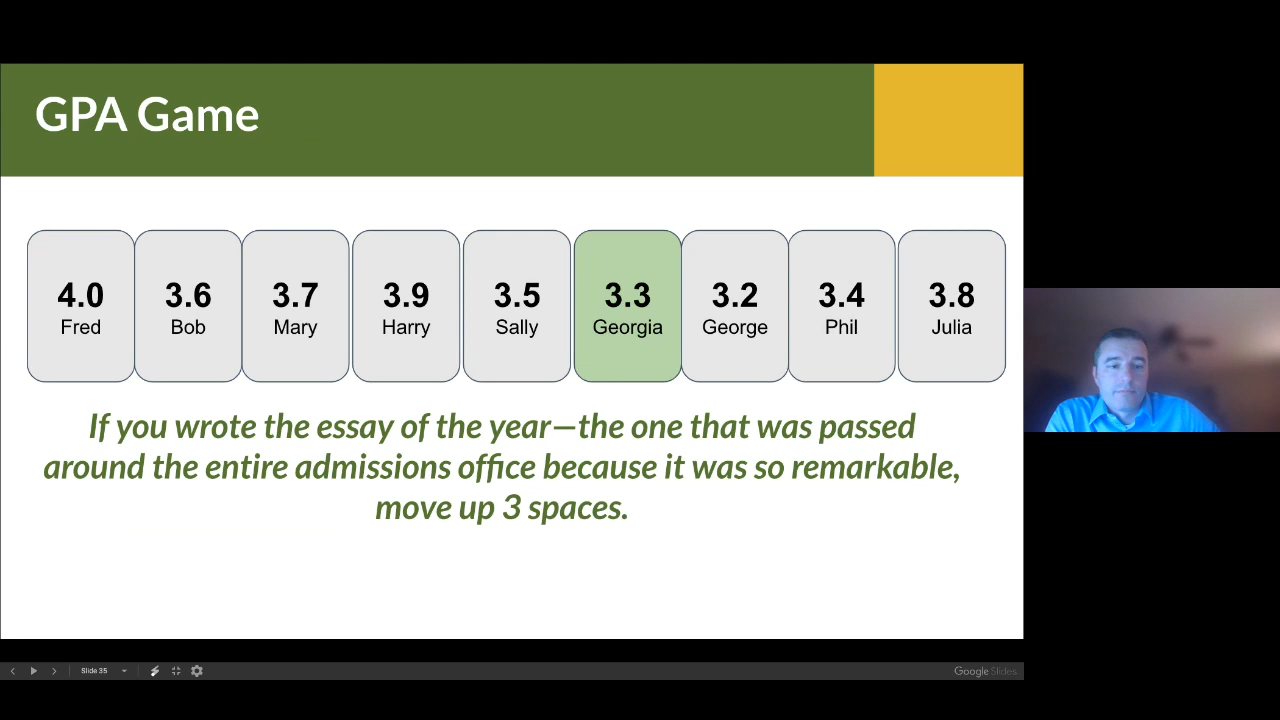 GPA Game
4.0 3.6 3.7 3.9 3.5 3.3 3.2 3.4 3.8
Fred Bob Mary Harry Sally Georgia George Phil Julia
If you wrote the essay of the year—the one that was passed
around the entire admissions office because it was so remarkable,
move up 3 spaces.
Slide 35
Google Slides